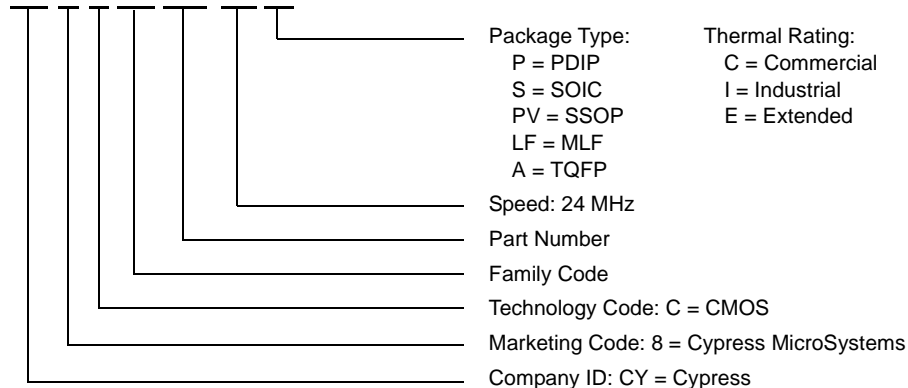 Package Type: Thermal Rating:
P = PDIP C = Commercial
S = SOIC I = Industrial
PV = SSOP E = Extended
LF = MLF
A = TQFP
Speed: 24 MHz
Part Number
Family Code
Technology Code: C = CMOS
Marketing Code: 8 = Cypress MicroSystems
Company ID: CY = Cypress